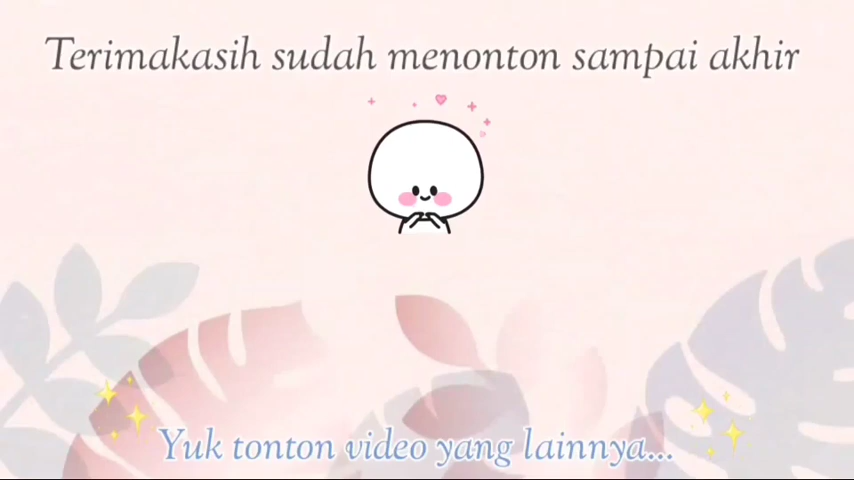 Terimakasih sudah menonton sampai akhir
Yuk tonton video yang lainnya...